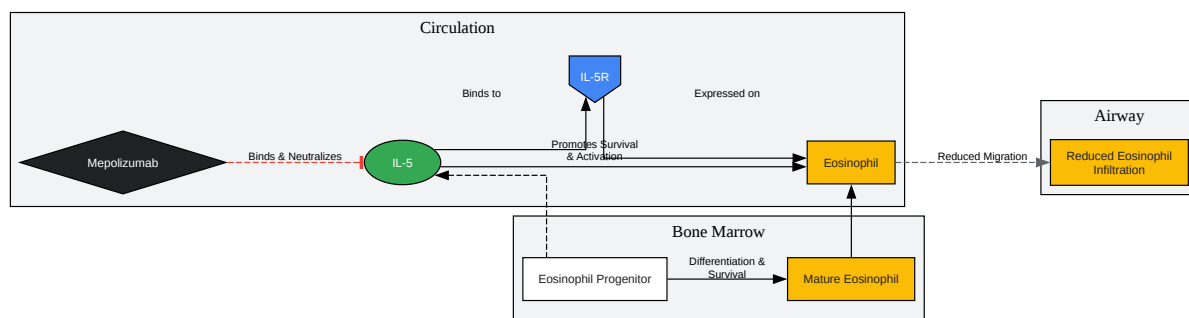 Circulation
IL-5R
Binds to
Expressed on
Airway
Mepolizumab
Binds & Neutralizes
IL-5
Promotes Survival
& Activation
Eosinophil
Reduced Migration
Reduced Eosinophil
Infiltration
Bone Marrow
Eosinophil Progenitor
Differentiation &
Survival
Mature Eosinophil